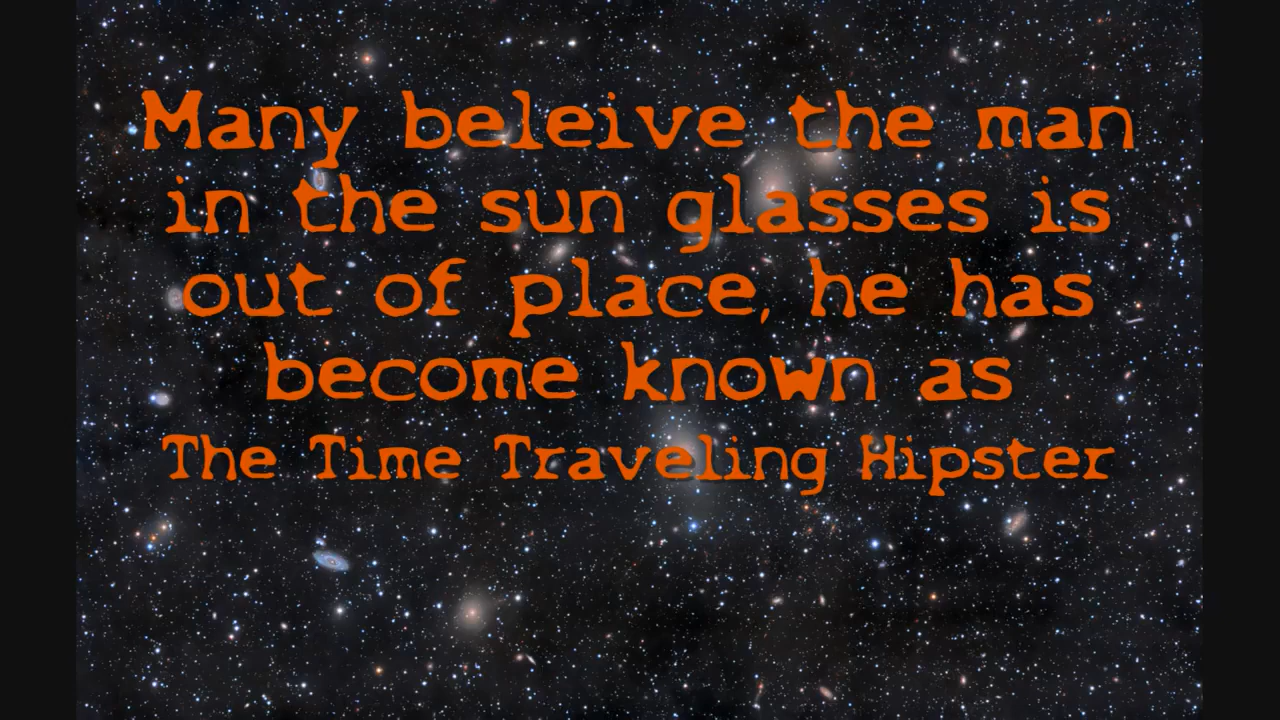 Many beleive the man
in the sun glasses is
out of place, he has
become known as
The Time Traveling Hipster